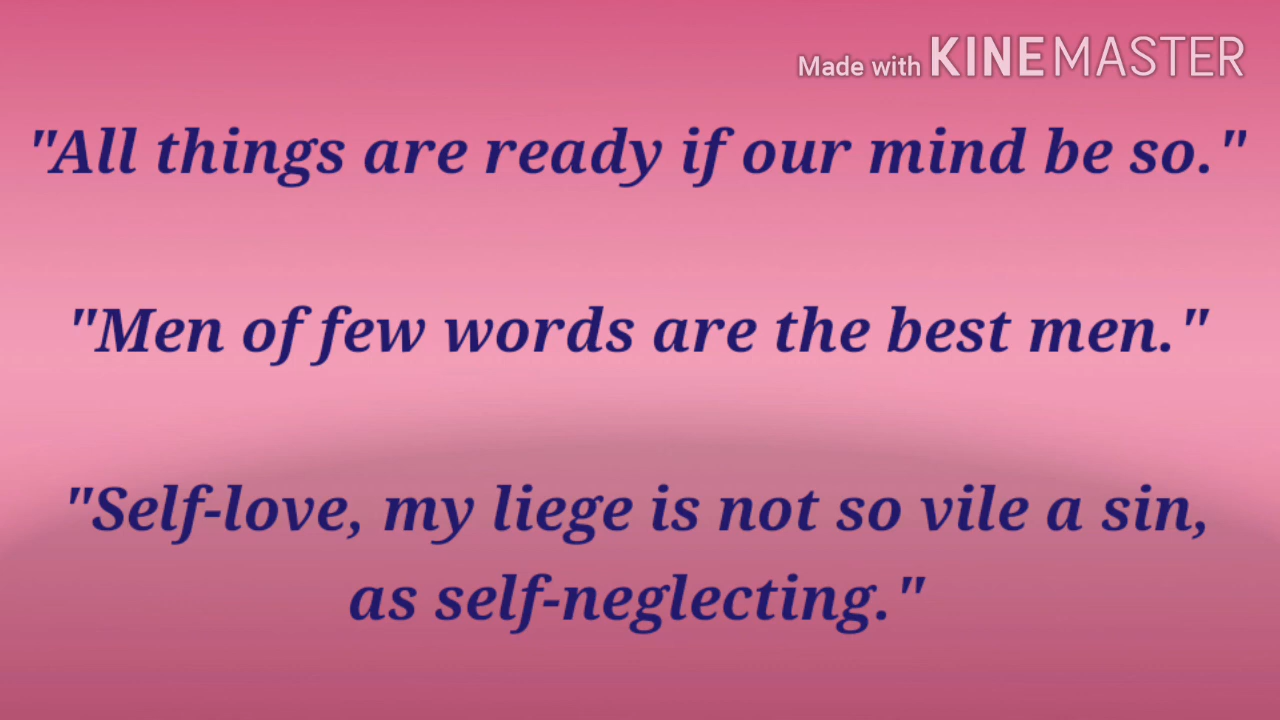 Made with KINEMASTER
"All things are ready if our mind be so."
"Men of few words are the best men."
"Self-love, my liege is not so vile a sin,
as self-neglecting."